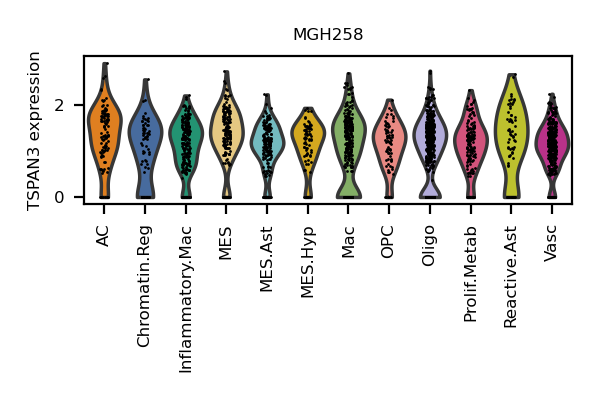 MGH258
TSPAN3 expression
2
0
AC
Chromatin.Reg
Inflammatory.Mac
MES
MES.Ast
MES.Hyp
Mac
OPC
Oligo
Prolif.Metab
Reactive.Ast
Vasc